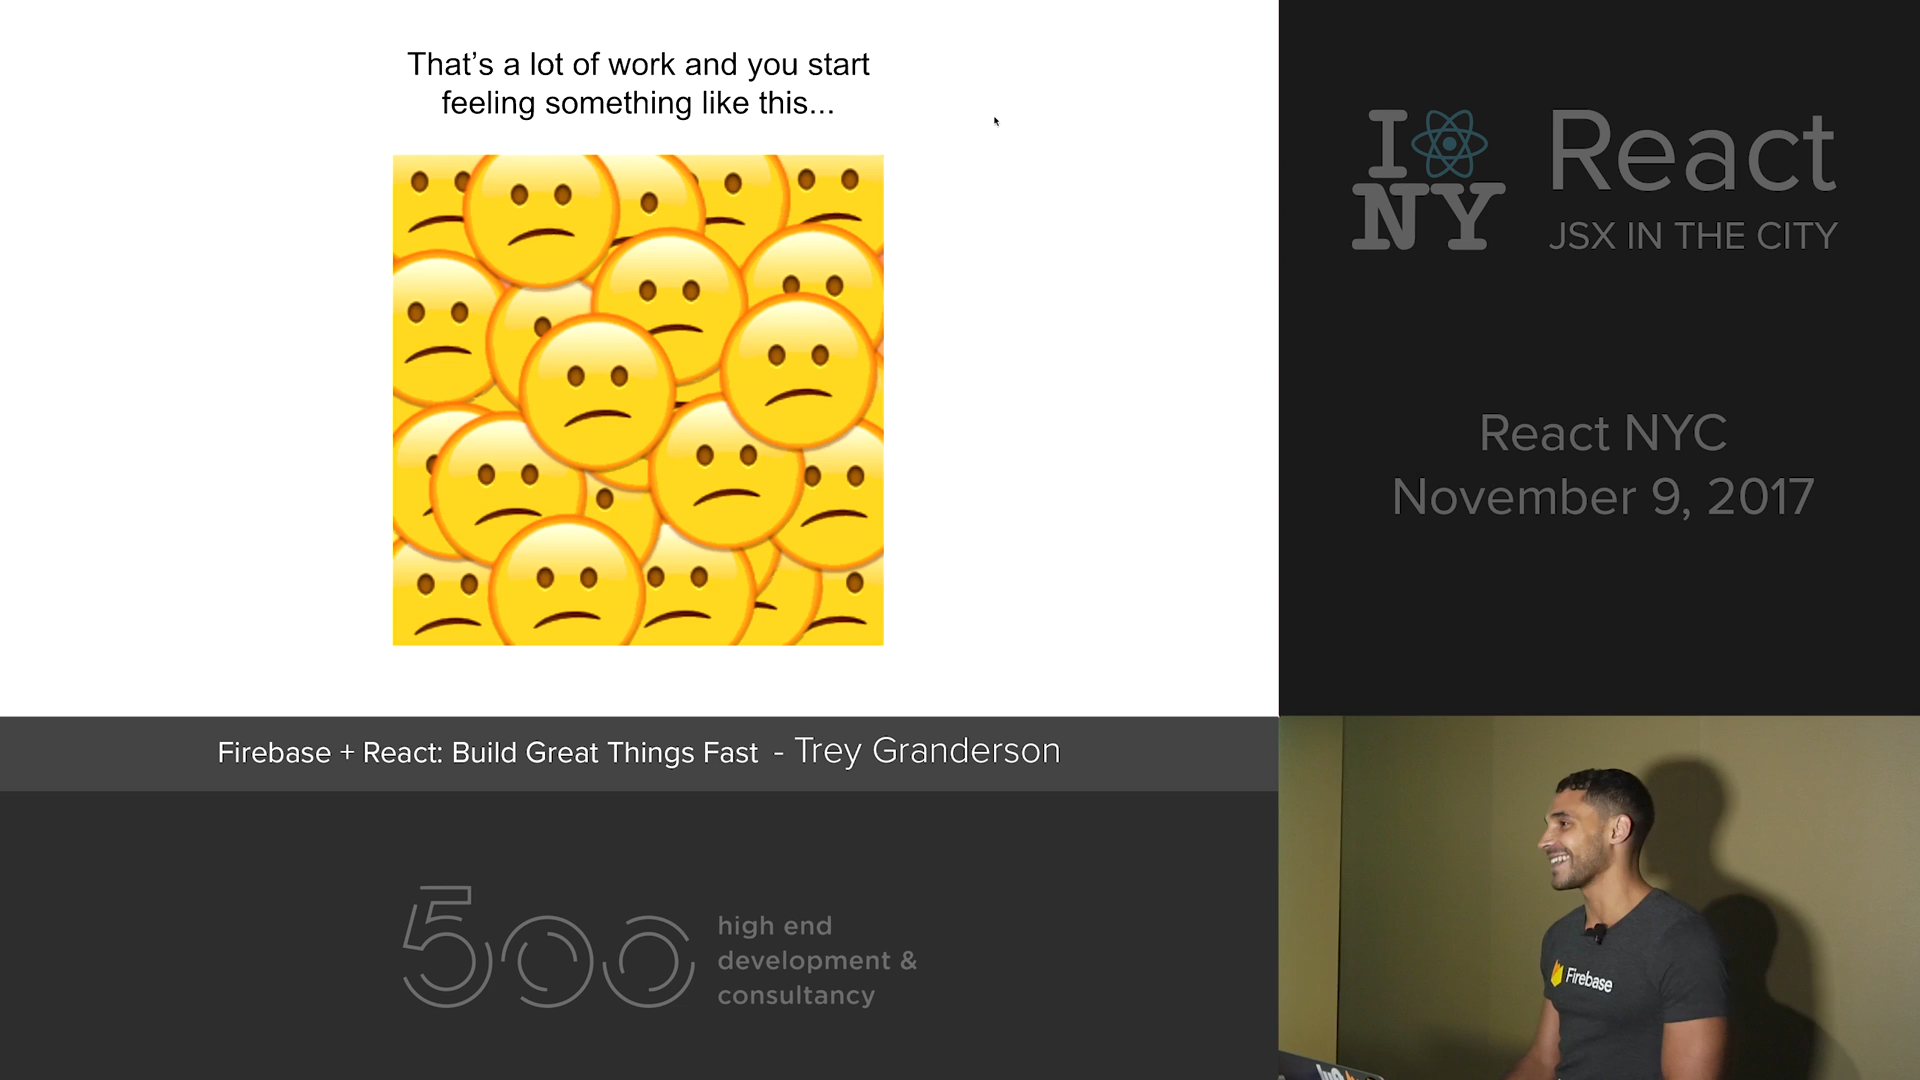 That’s a lot of work and you start
feeling something like this...
I
NY
React
JSX IN THE CITY
React NYC
November 9, 2017
Firebase + React: Build Great Things Fast - Trey Granderson
500
high end
development &
consultancy
Firebase